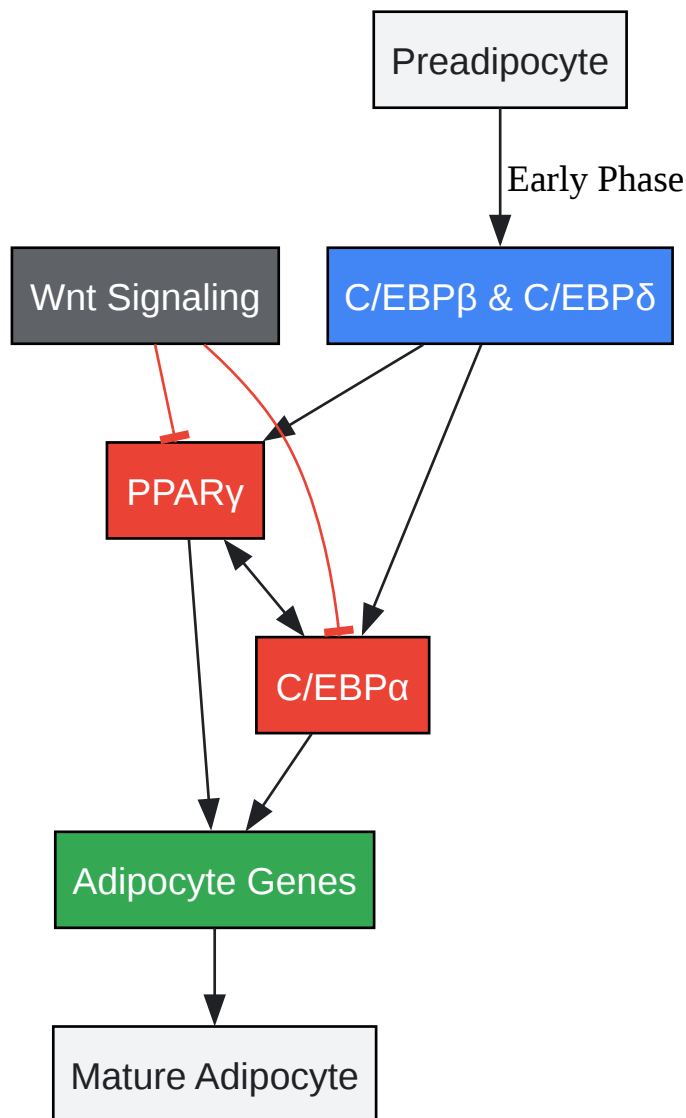 Preadipocyte
Early Phase
Wnt Signaling
C/EBPβ & C/EBPδ
PPARγ
C/EBPα
Adipocyte Genes
Mature Adipocyte